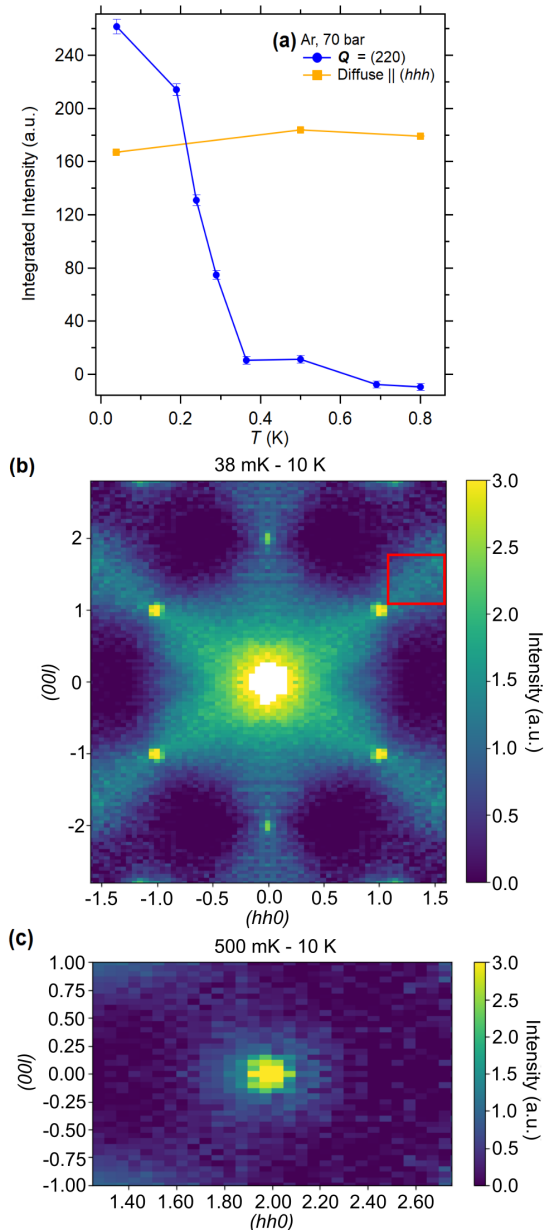 (a) Ar, 70 bar
Q = (220)
Diffuse || (hhh)
Integrated Intensity (a.u.)
240
200
160
120
80
40
0
0.0 0.2 0.4 0.6 0.8
T (K)
(b) 38 mK - 10 K
(00l)
2
1
0
-1
-2
-1.5 -1.0 -0.5 0.0 0.5 1.0 1.5
(hh0)
3.0
2.5
2.0
1.5
1.0
0.5
0.0
Intensity (a.u.)
(c) 500 mK - 10 K
(00l)
1.00
0.75
0.50
0.25
0.00
-0.25
-0.50
-0.75
-1.00
1.40 1.60 1.80 2.00 2.20 2.40 2.60
(hh0)
3.0
2.5
2.0
1.5
1.0
0.5
0.0
Intensity (a.u.)